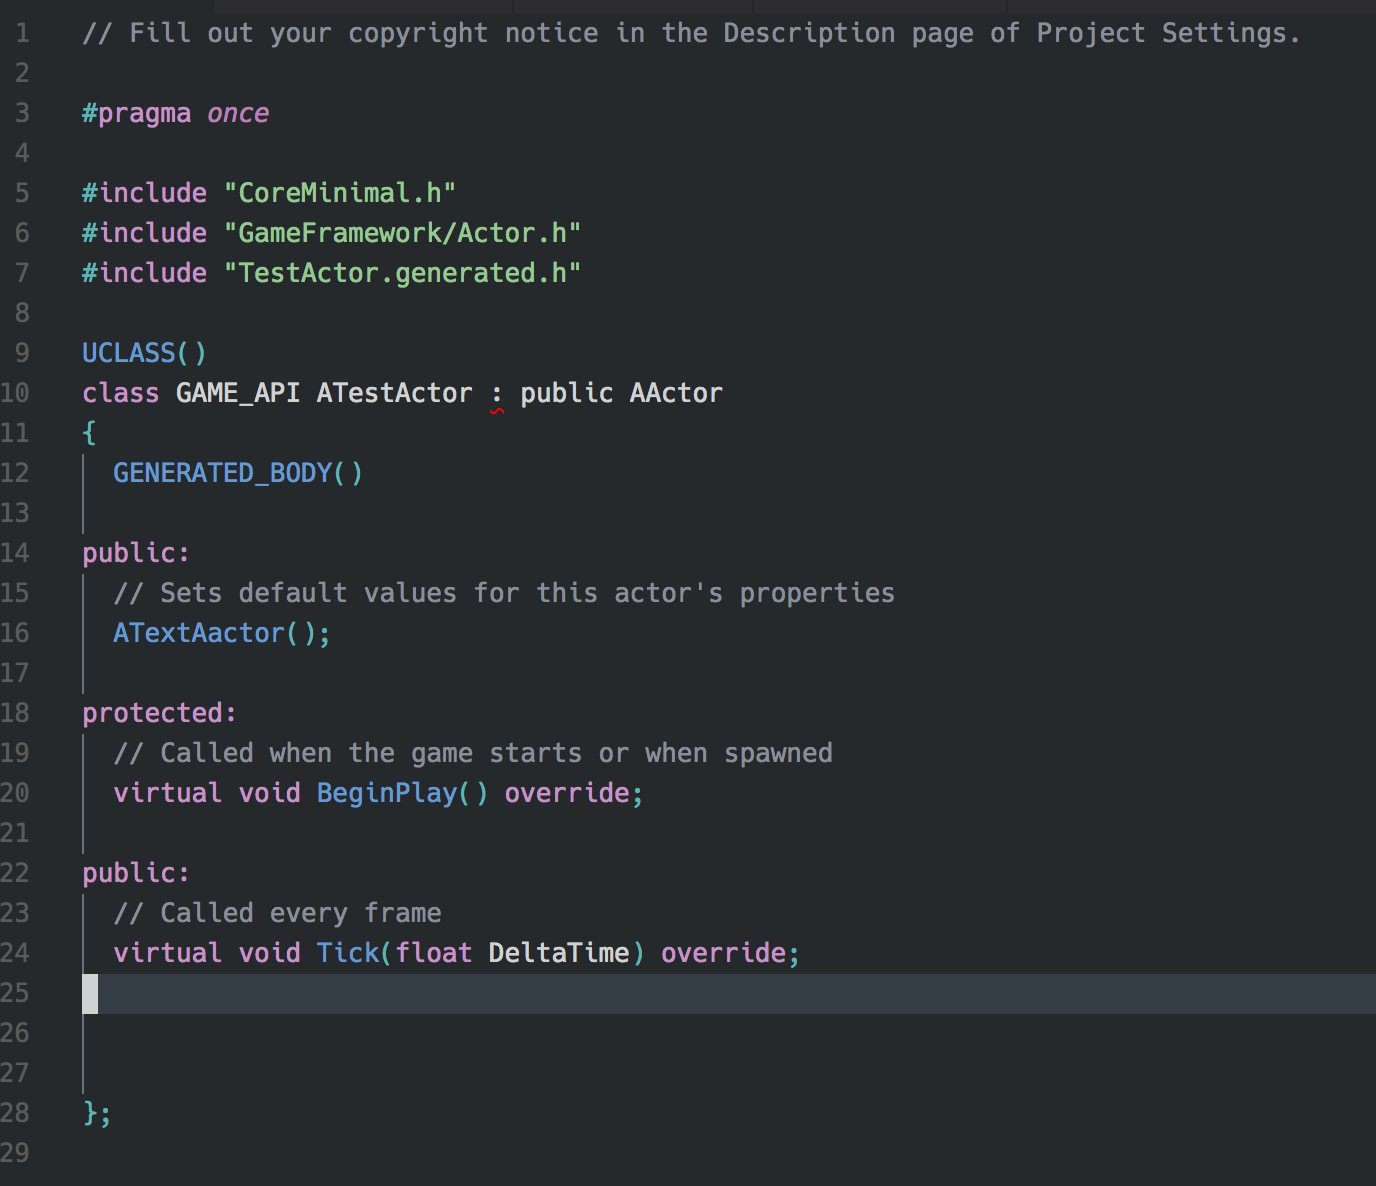 1 // Fill out your copyright notice in the Description page of Project Settings.
2
3 #pragma once
4
5 #include "CoreMinimal.h"
6 #include "GameFramework/Actor.h"
7 #include "TestActor.generated.h"
8
9 UCLASS()
10 class GAME_API ATestActor : public AActor
11 {
12 GENERATED_BODY()
13
14 public:
15 // Sets default values for this actor's properties
16 ATextAactor();
17
18 protected:
19 // Called when the game starts or when spawned
20 virtual void BeginPlay() override;
21
22 public:
23 // Called every frame
24 virtual void Tick(float DeltaTime) override;
25
26
27
28 };
29